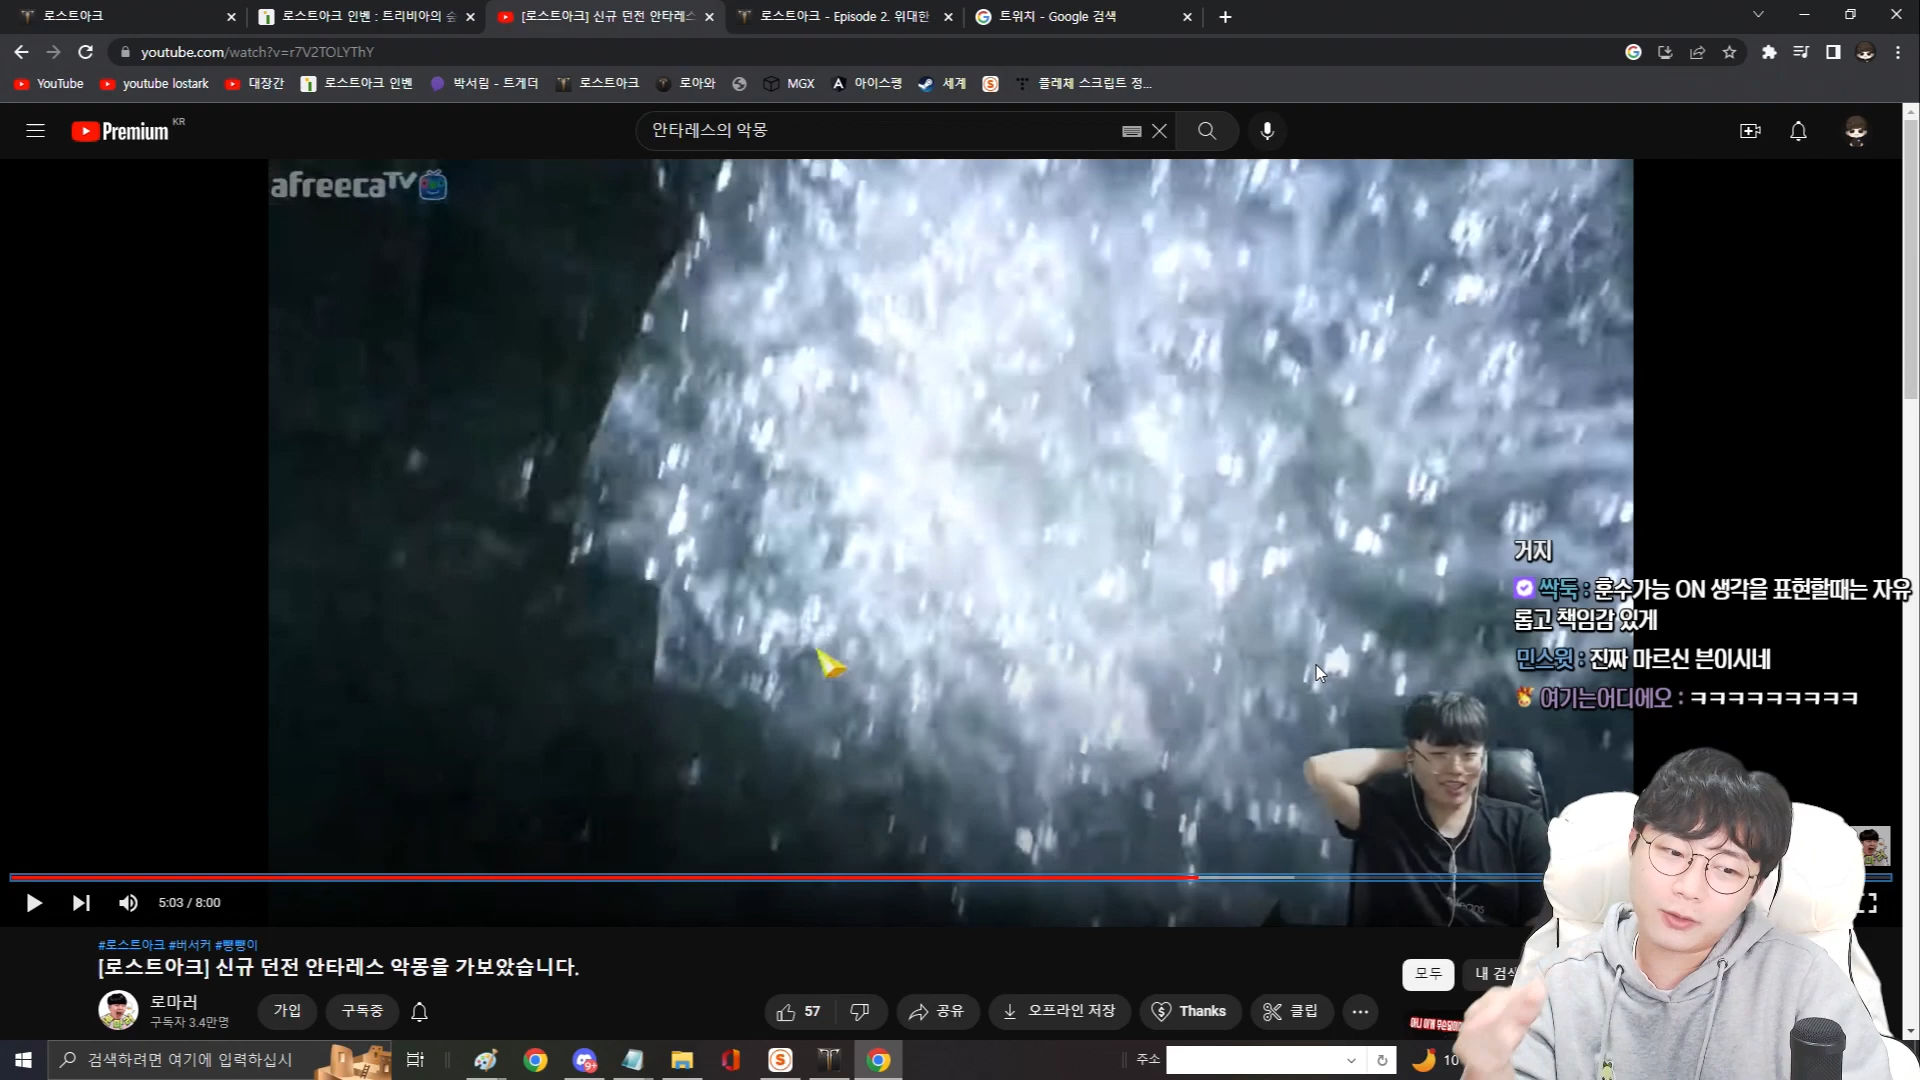 로스트아크
로스트아크 인벤 : 트리비아의 숲
[로스트아크] 신규 던전 안타레스
로스트아크 - Episode 2. 위대한
트위치 - Google 검색
youtube.com/watch?v=r7V2TOLYThY
YouTube
youtube lostark
대장간
로스트아크 인벤
박서림 - 트게더
로스트아크
로아와
MGX
아이스펭
세계
플레체 스크립트 정...
Premium KR
안타레스의 악몽
afreecaTV
거지
싹둑 : 훈수가능 ON 생각을 표현할때는 자유
롭고 책임감 있게
민스윗 : 진짜 마르신 븐이시네
여기는어디에오 : ㅋㅋㅋㅋㅋㅋㅋㅋㅋ
5:03 / 8:00
#로스트아크 #버서커 #빵빵이
[로스트아크] 신규 던전 안타레스 악몽을 가보았습니다.
모두
내 검색
로마러
구독자 3.4만명
가입
구독중
57
공유
오프라인 저장
Thanks
클립
검색하려면 여기에 입력하십시
주소
10